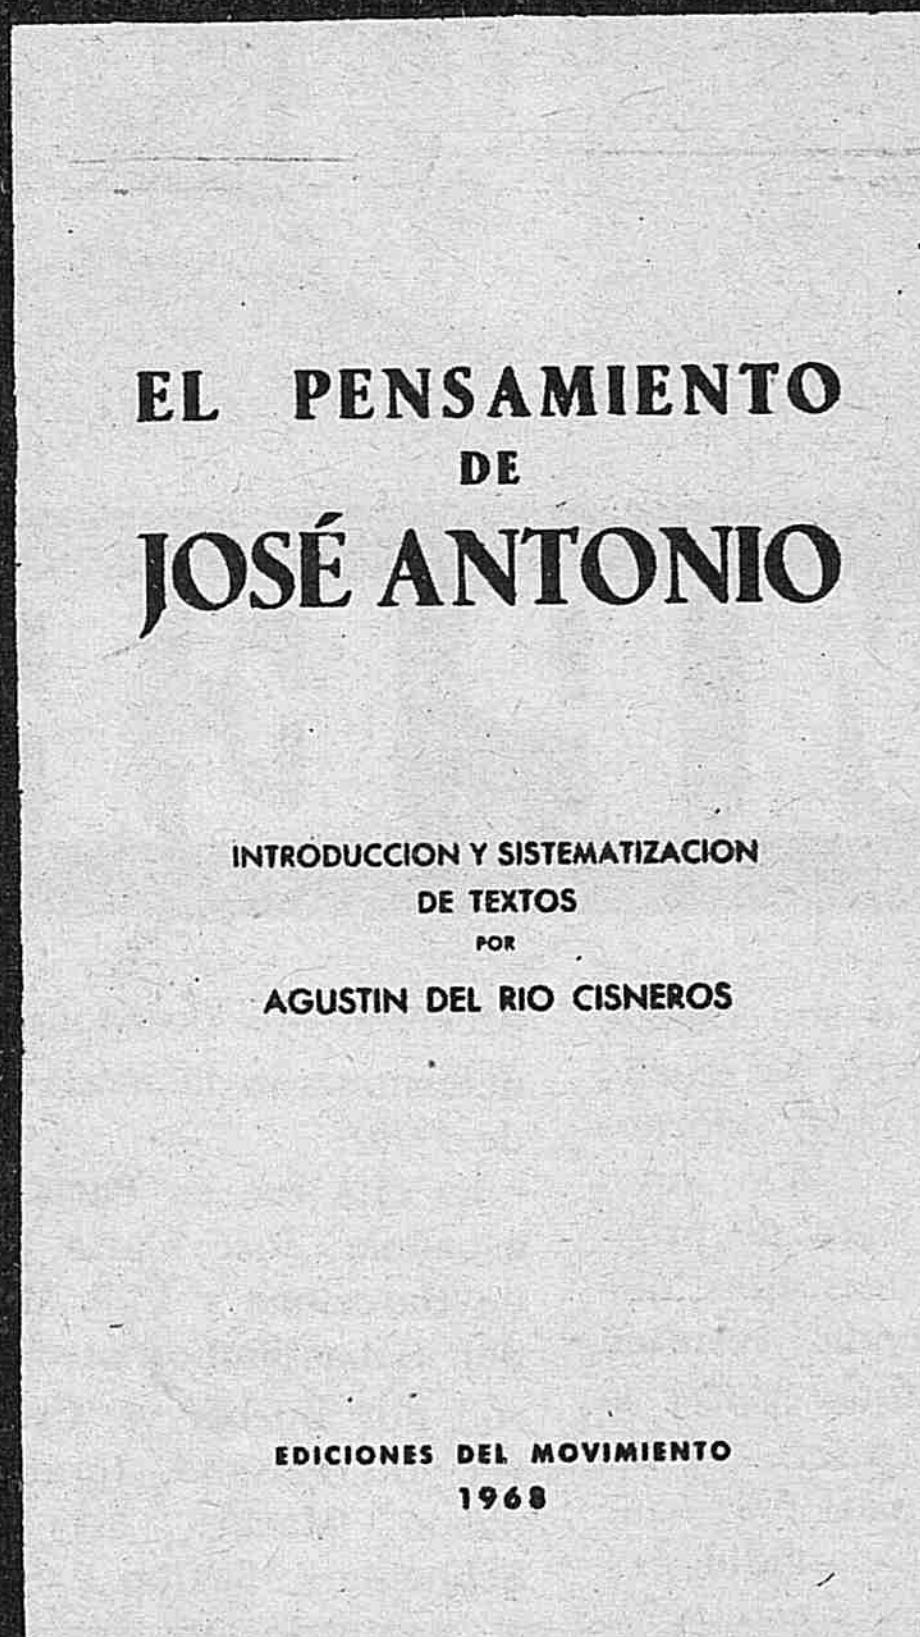 EL PENSAMIENTO
DE
JOSÉ ANTONIO
INTRODUCCION Y SISTEMATIZACION
DE TEXTOS
POR
AGUSTIN DEL RIO CISNEROS
EDICIONES DEL MOVIMIENTO
1968